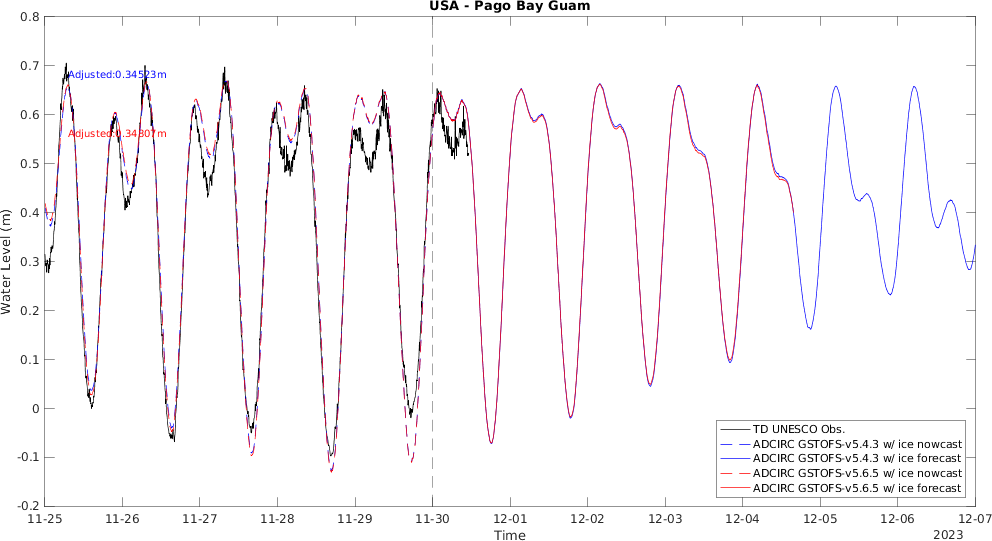 USA - Pago Bay Guam
0.8
0.7
0.6
0.5
0.4
0.3
0.2
0.1
0
-0.1
-0.2
Water Level (m)
Adjusted:0.34523m
Adjusted:0.34307m
TD UNESCO Obs.
ADCIRC GSTOFS-v5.4.3 w/ ice nowcast
ADCIRC GSTOFS-v5.4.3 w/ ice forecast
ADCIRC GSTOFS-v5.6.5 w/ ice nowcast
ADCIRC GSTOFS-v5.6.5 w/ ice forecast
11-25 11-26 11-27 11-28 11-29 11-30 12-01 12-02 12-03 12-04 12-05 12-06 12-07
Time
2023